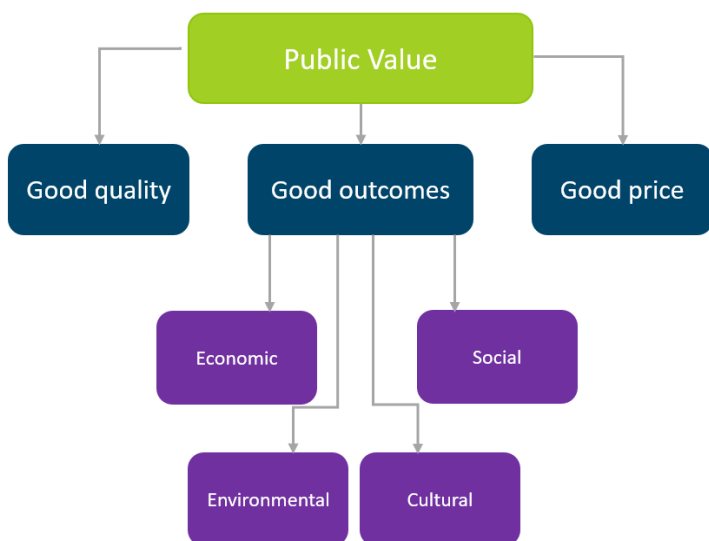 Public Value
Good quality
Good outcomes
Good price
Economic
Social
Environmental
Cultural